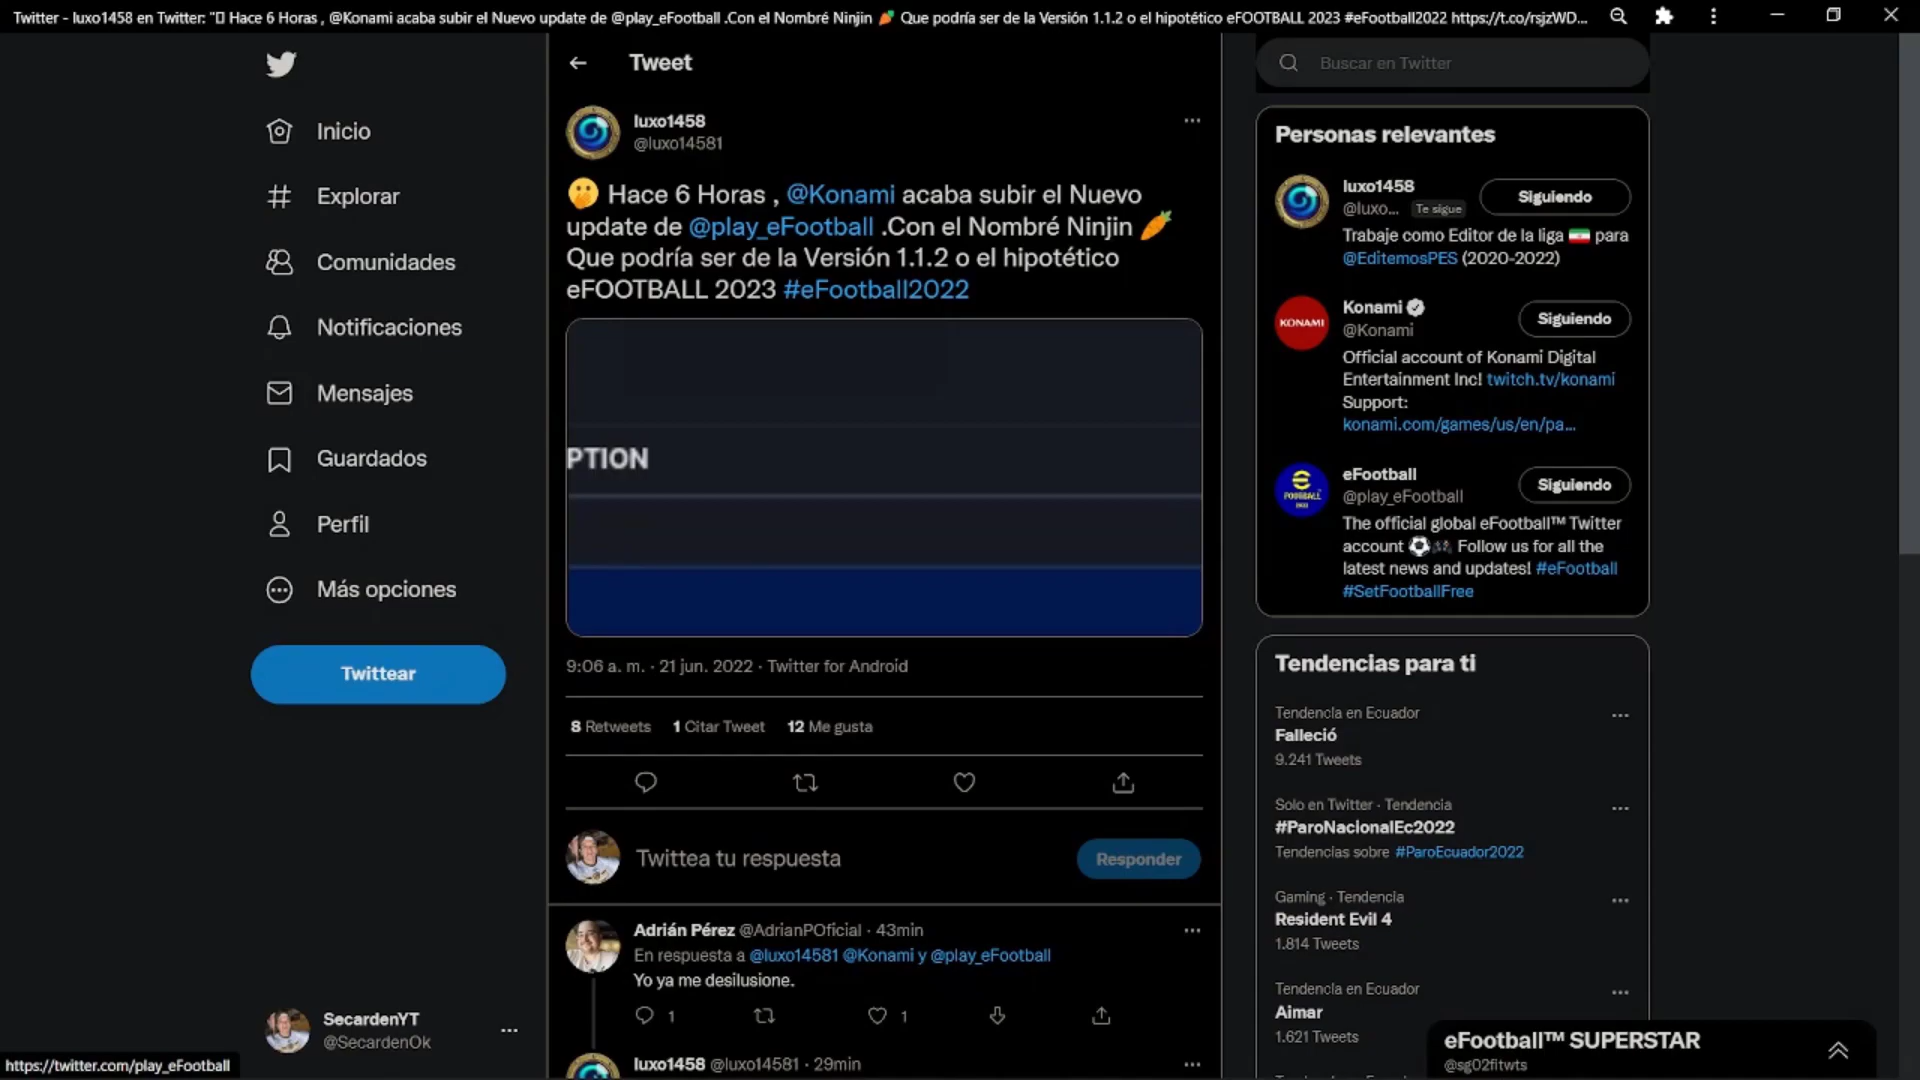 Twitter - luxo1458 en Twitter: "▯ Hace 6 Horas , @Konami acaba subir el Nuevo update de @play_eFootball .Con el Nombré Ninjin 🥕 Que podría ser de la Versión 1.1.2 o el hipotético eFOOTBALL 2023 #eFootball2022 https://t.co/rsjzWD...
Inicio
Explorar
Comunidades
Notificaciones
Mensajes
Guardados
Perfil
Más opciones
Twittear
SecardenYT
@SecardenOk
https://twitter.com/play_eFootball
Tweet
luxo1458
@luxo14581
🤭 Hace 6 Horas , @Konami acaba subir el Nuevo
update de @play_eFootball .Con el Nombré Ninjin 🥕
Que podría ser de la Versión 1.1.2 o el hipotético
eFOOTBALL 2023 #eFootball2022
PTION
9:06 a. m. · 21 jun. 2022 · Twitter for Android
8 Retweets 1 Citar Tweet 12 Me gusta
Twittea tu respuesta
Responder
Adrián Pérez @AdrianPOficial · 43min
En respuesta a @luxo14581 @Konami y @play_eFootball
Yo ya me desilusione.
1 1
luxo1458 @luxo14581 · 29min
Buscar en Twitter
Personas relevantes
luxo1458
@luxo... Te sigue
Siguiendo
Trabaje como Editor de la liga 🇮🇷 para
@EditemosPES (2020-2022)
KONAMI
Konami
@Konami
Siguiendo
Official account of Konami Digital
Entertainment Inc! twitch.tv/konami
Support:
konami.com/games/us/en/pa...
eFootball
@play_eFootball
Siguiendo
The official global eFootball™ Twitter
account ⚽🎮 Follow us for all the
latest news and updates! #eFootball
#SetFootballFree
Tendencias para ti
Tendencia en Ecuador
Falleció
9.241 Tweets
Solo en Twitter · Tendencia
#ParoNacionalEc2022
Tendencias sobre #ParoEcuador2022
Gaming · Tendencia
Resident Evil 4
1.814 Tweets
Tendencia en Ecuador
Aimar
1.621 Tweets
eFootball™ SUPERSTAR
@sg02fitwts